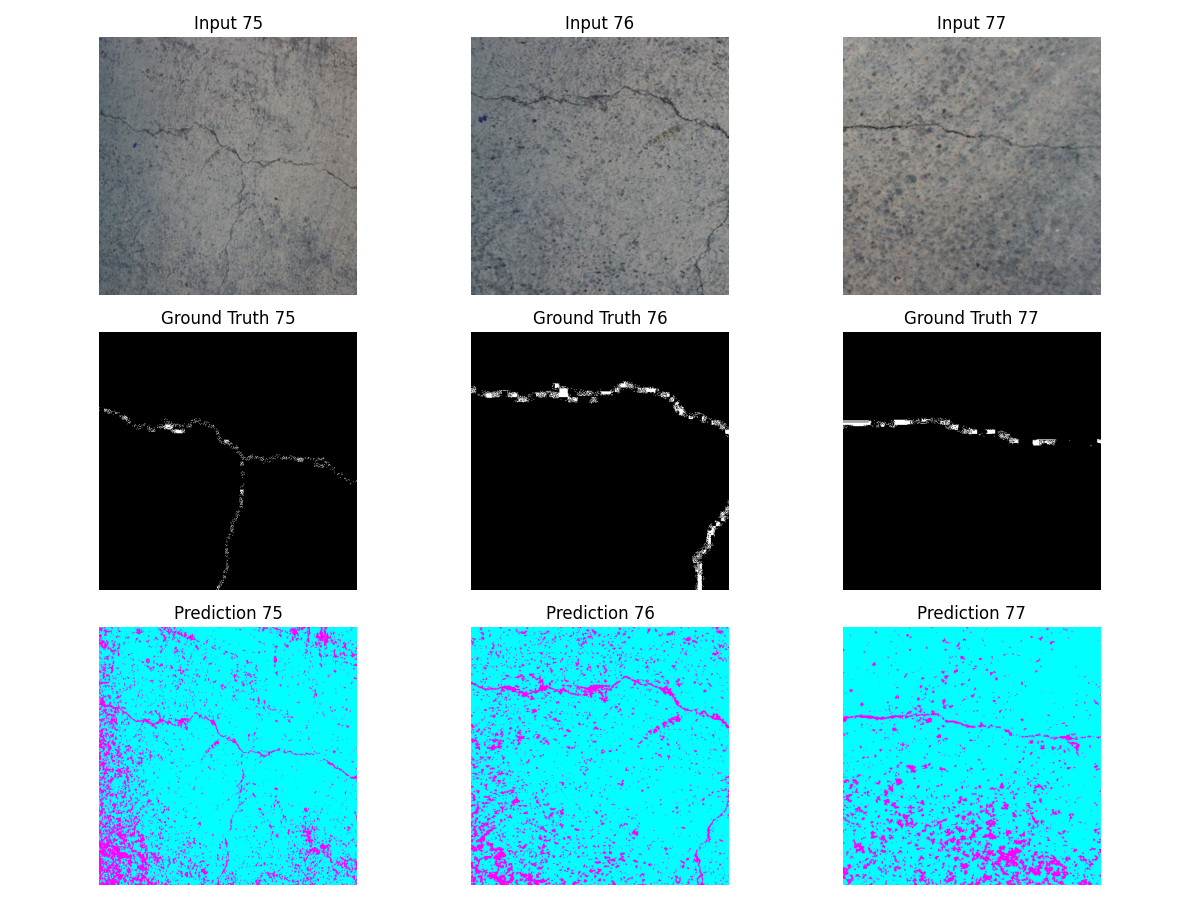 Input 75
Input 76
Input 77
Ground Truth 75
Ground Truth 76
Ground Truth 77
Prediction 75
Prediction 76
Prediction 77